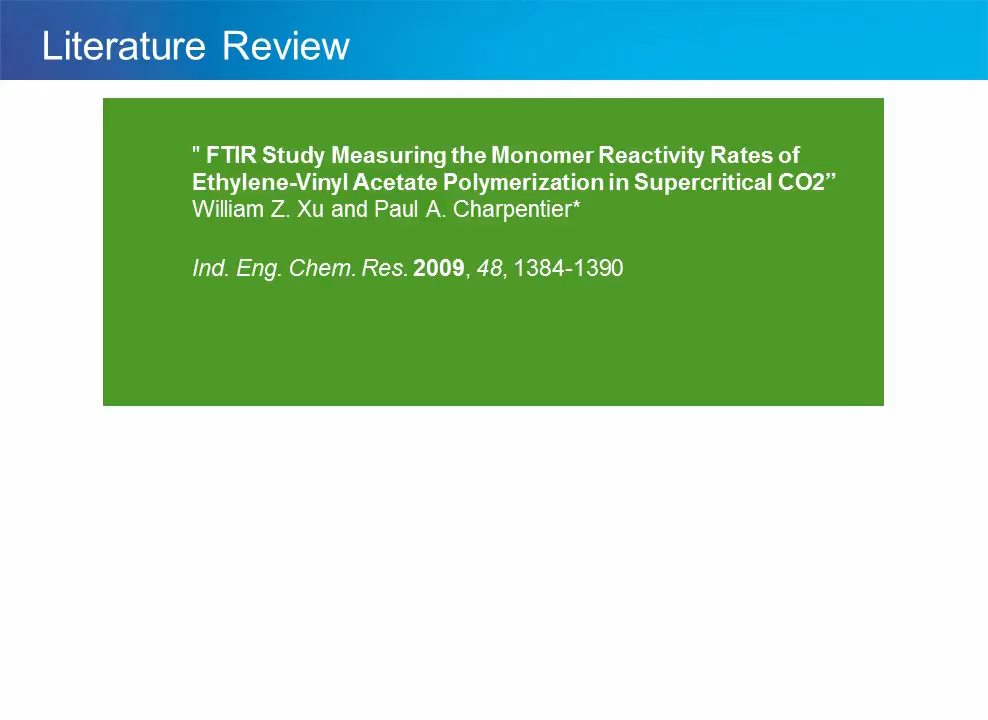 Literature Review
" FTIR Study Measuring the Monomer Reactivity Rates of
Ethylene-Vinyl Acetate Polymerization in Supercritical CO2”
William Z. Xu and Paul A. Charpentier*
Ind. Eng. Chem. Res. 2009, 48, 1384-1390